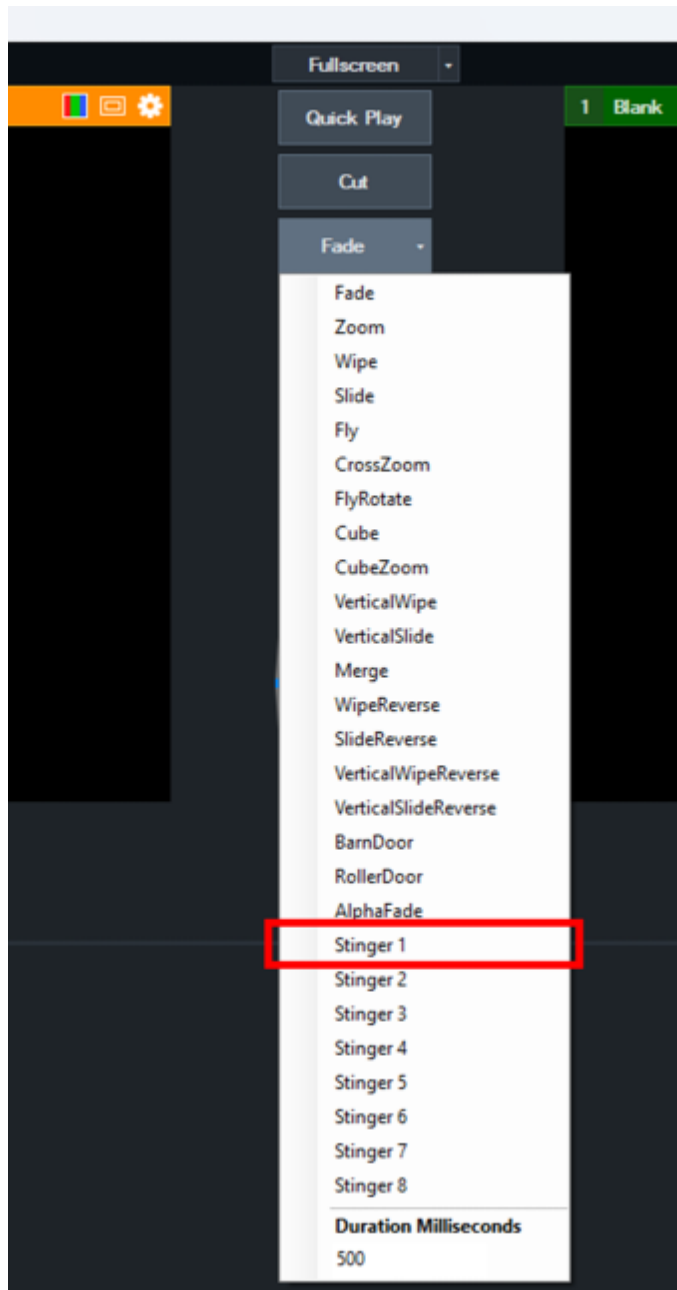 Fullscreen
Quick Play
1 Blank
Cut
Fade
Fade
Zoom
Wipe
Slide
Fly
CrossZoom
FlyRotate
Cube
CubeZoom
VerticalWipe
VerticalSlide
Merge
WipeReverse
SlideReverse
VerticalWipeReverse
VerticalSlideReverse
BarnDoor
RollerDoor
AlphaFade
Stinger 1
Stinger 2
Stinger 3
Stinger 4
Stinger 5
Stinger 6
Stinger 7
Stinger 8
Duration Milliseconds
500